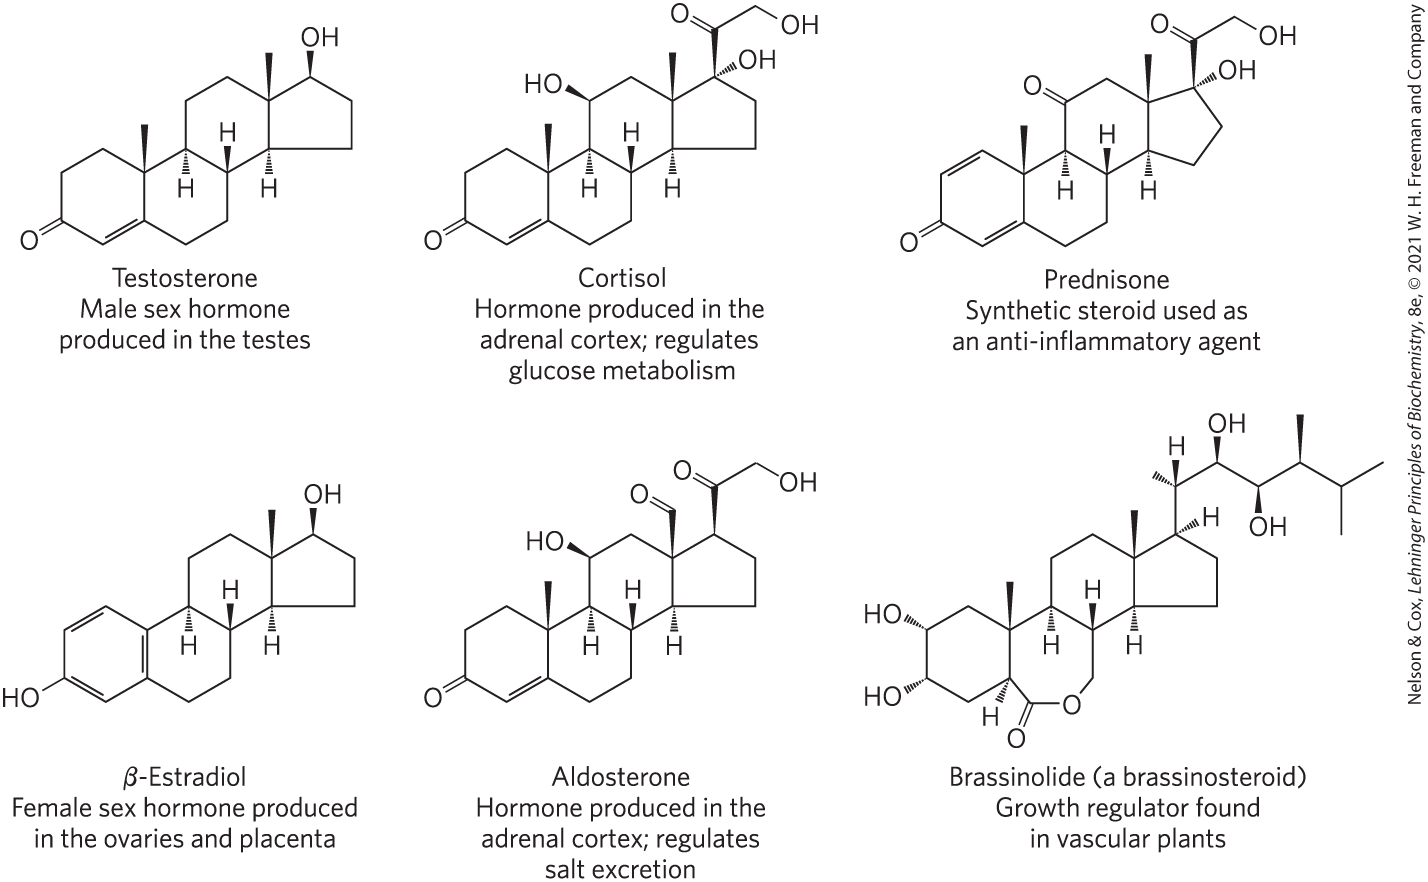 OH
H
H
H
O
Testosterone
Male sex hormone
produced in the testes
O
OH
OH
HO
H
H
H
O
Cortisol
Hormone produced in the
adrenal cortex; regulates
glucose metabolism
O
OH
OH
O
H
H
H
O
Prednisone
Synthetic steroid used as
an anti-inflammatory agent
OH
H
H
H
HO
β-Estradiol
Female sex hormone produced
in the ovaries and placenta
O
OH
O
HO
H
H
H
O
Aldosterone
Hormone produced in the
adrenal cortex; regulates
salt excretion
OH
H
H
OH
H
HO
H
H
HO
H
O
O
Brassinolide (a brassinosteroid)
Growth regulator found
in vascular plants
Nelson & Cox, Lehninger Principles of Biochemistry, 8e, © 2021 W. H. Freeman and Company